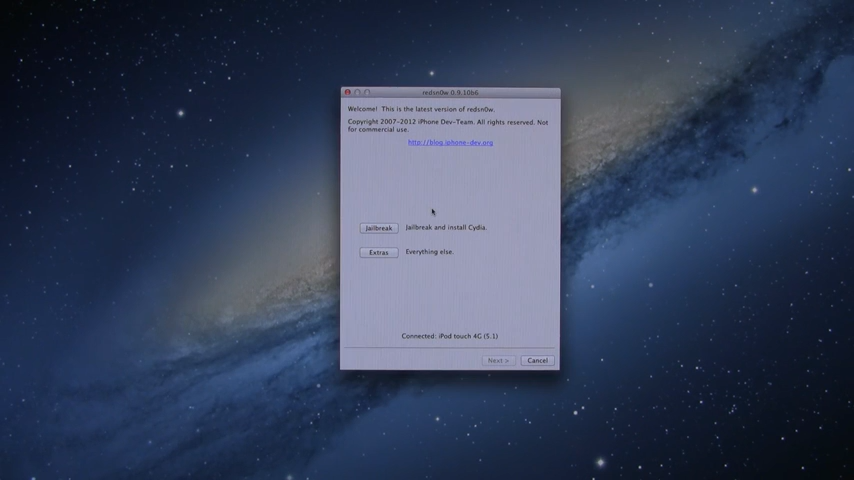 redsn0w 0.9.10b6
Welcome! This is the latest version of redsn0w.
Copyright 2007-2012 iPhone Dev-Team. All rights reserved. Not
for commercial use.
http://blog.iphone-dev.org
Jailbreak Jailbreak and install Cydia.
Extras Everything else.
Connected: iPod touch 4G (5.1)
Next > Cancel